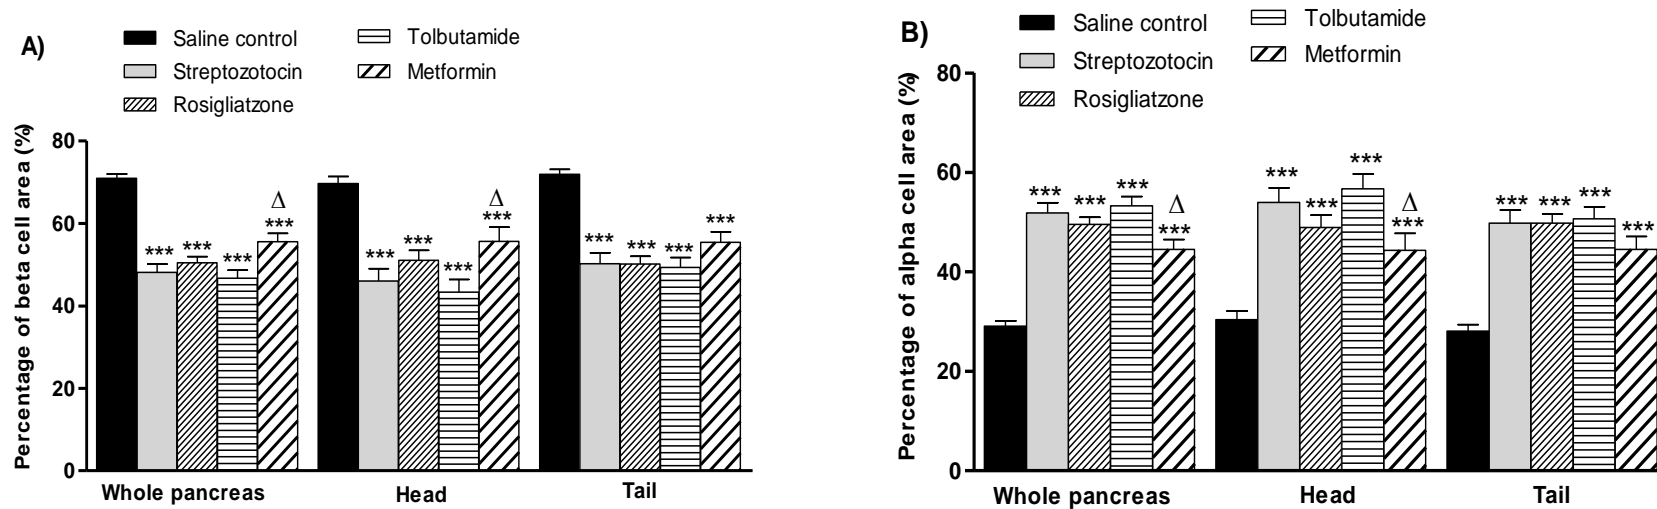 A)
Saline control
Streptozotocin
Rosigliatzone
Tolbutamide
Metformin
Percentage of beta cell area (%)
80
60
40
20
0
*** *** *** *** Δ
*** *** *** *** Δ
*** *** *** ***
Whole pancreas Head Tail
B)
Saline control
Streptozotocin
Rosigliatzone
Tolbutamide
Metformin
Percentage of alpha cell area (%)
80
60
40
20
0
*** *** *** *** Δ
*** *** *** *** Δ
*** *** *** ***
Whole pancreas Head Tail